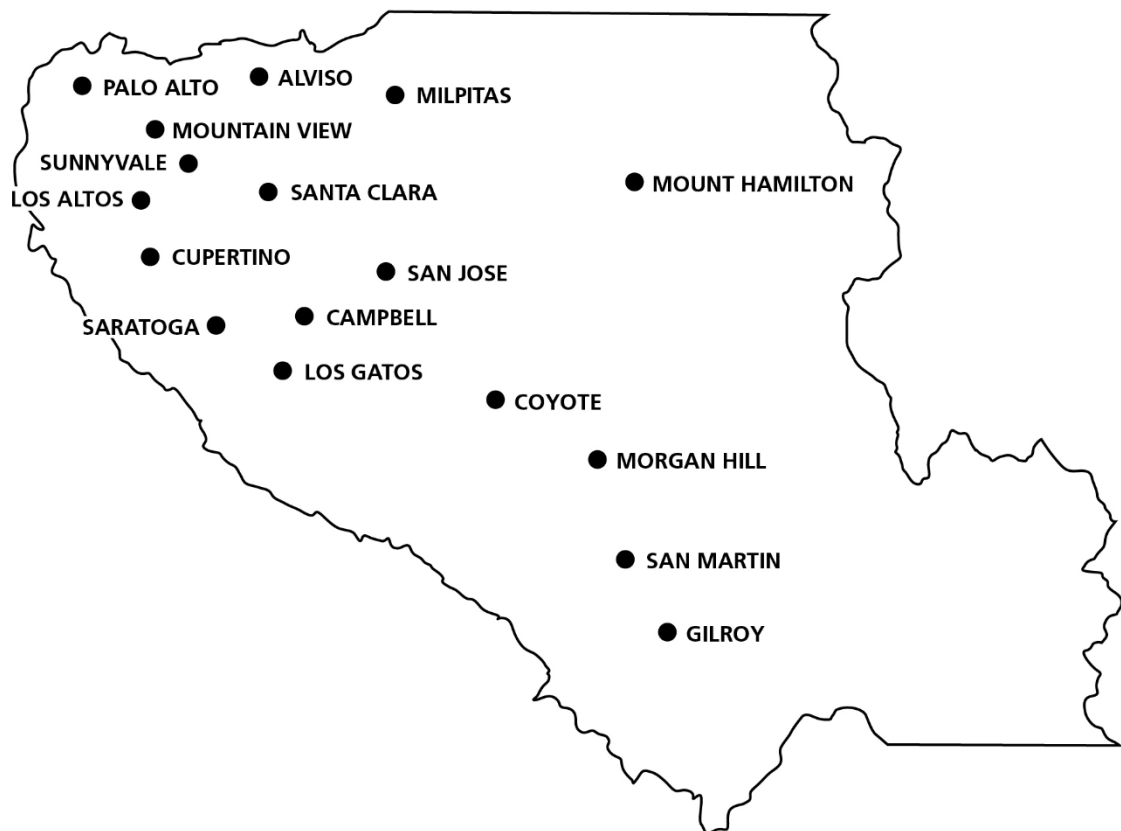 ALVISO
PALO ALTO
MILPITAS
MOUNTAIN VIEW
SUNNYVALE
MOUNT HAMILTON
SANTA CLARA
LOS ALTOS
CUPERTINO
SAN JOSE
CAMPBELL
SARATOGA
LOS GATOS
COYOTE
MORGAN HILL
SAN MARTIN
GILROY